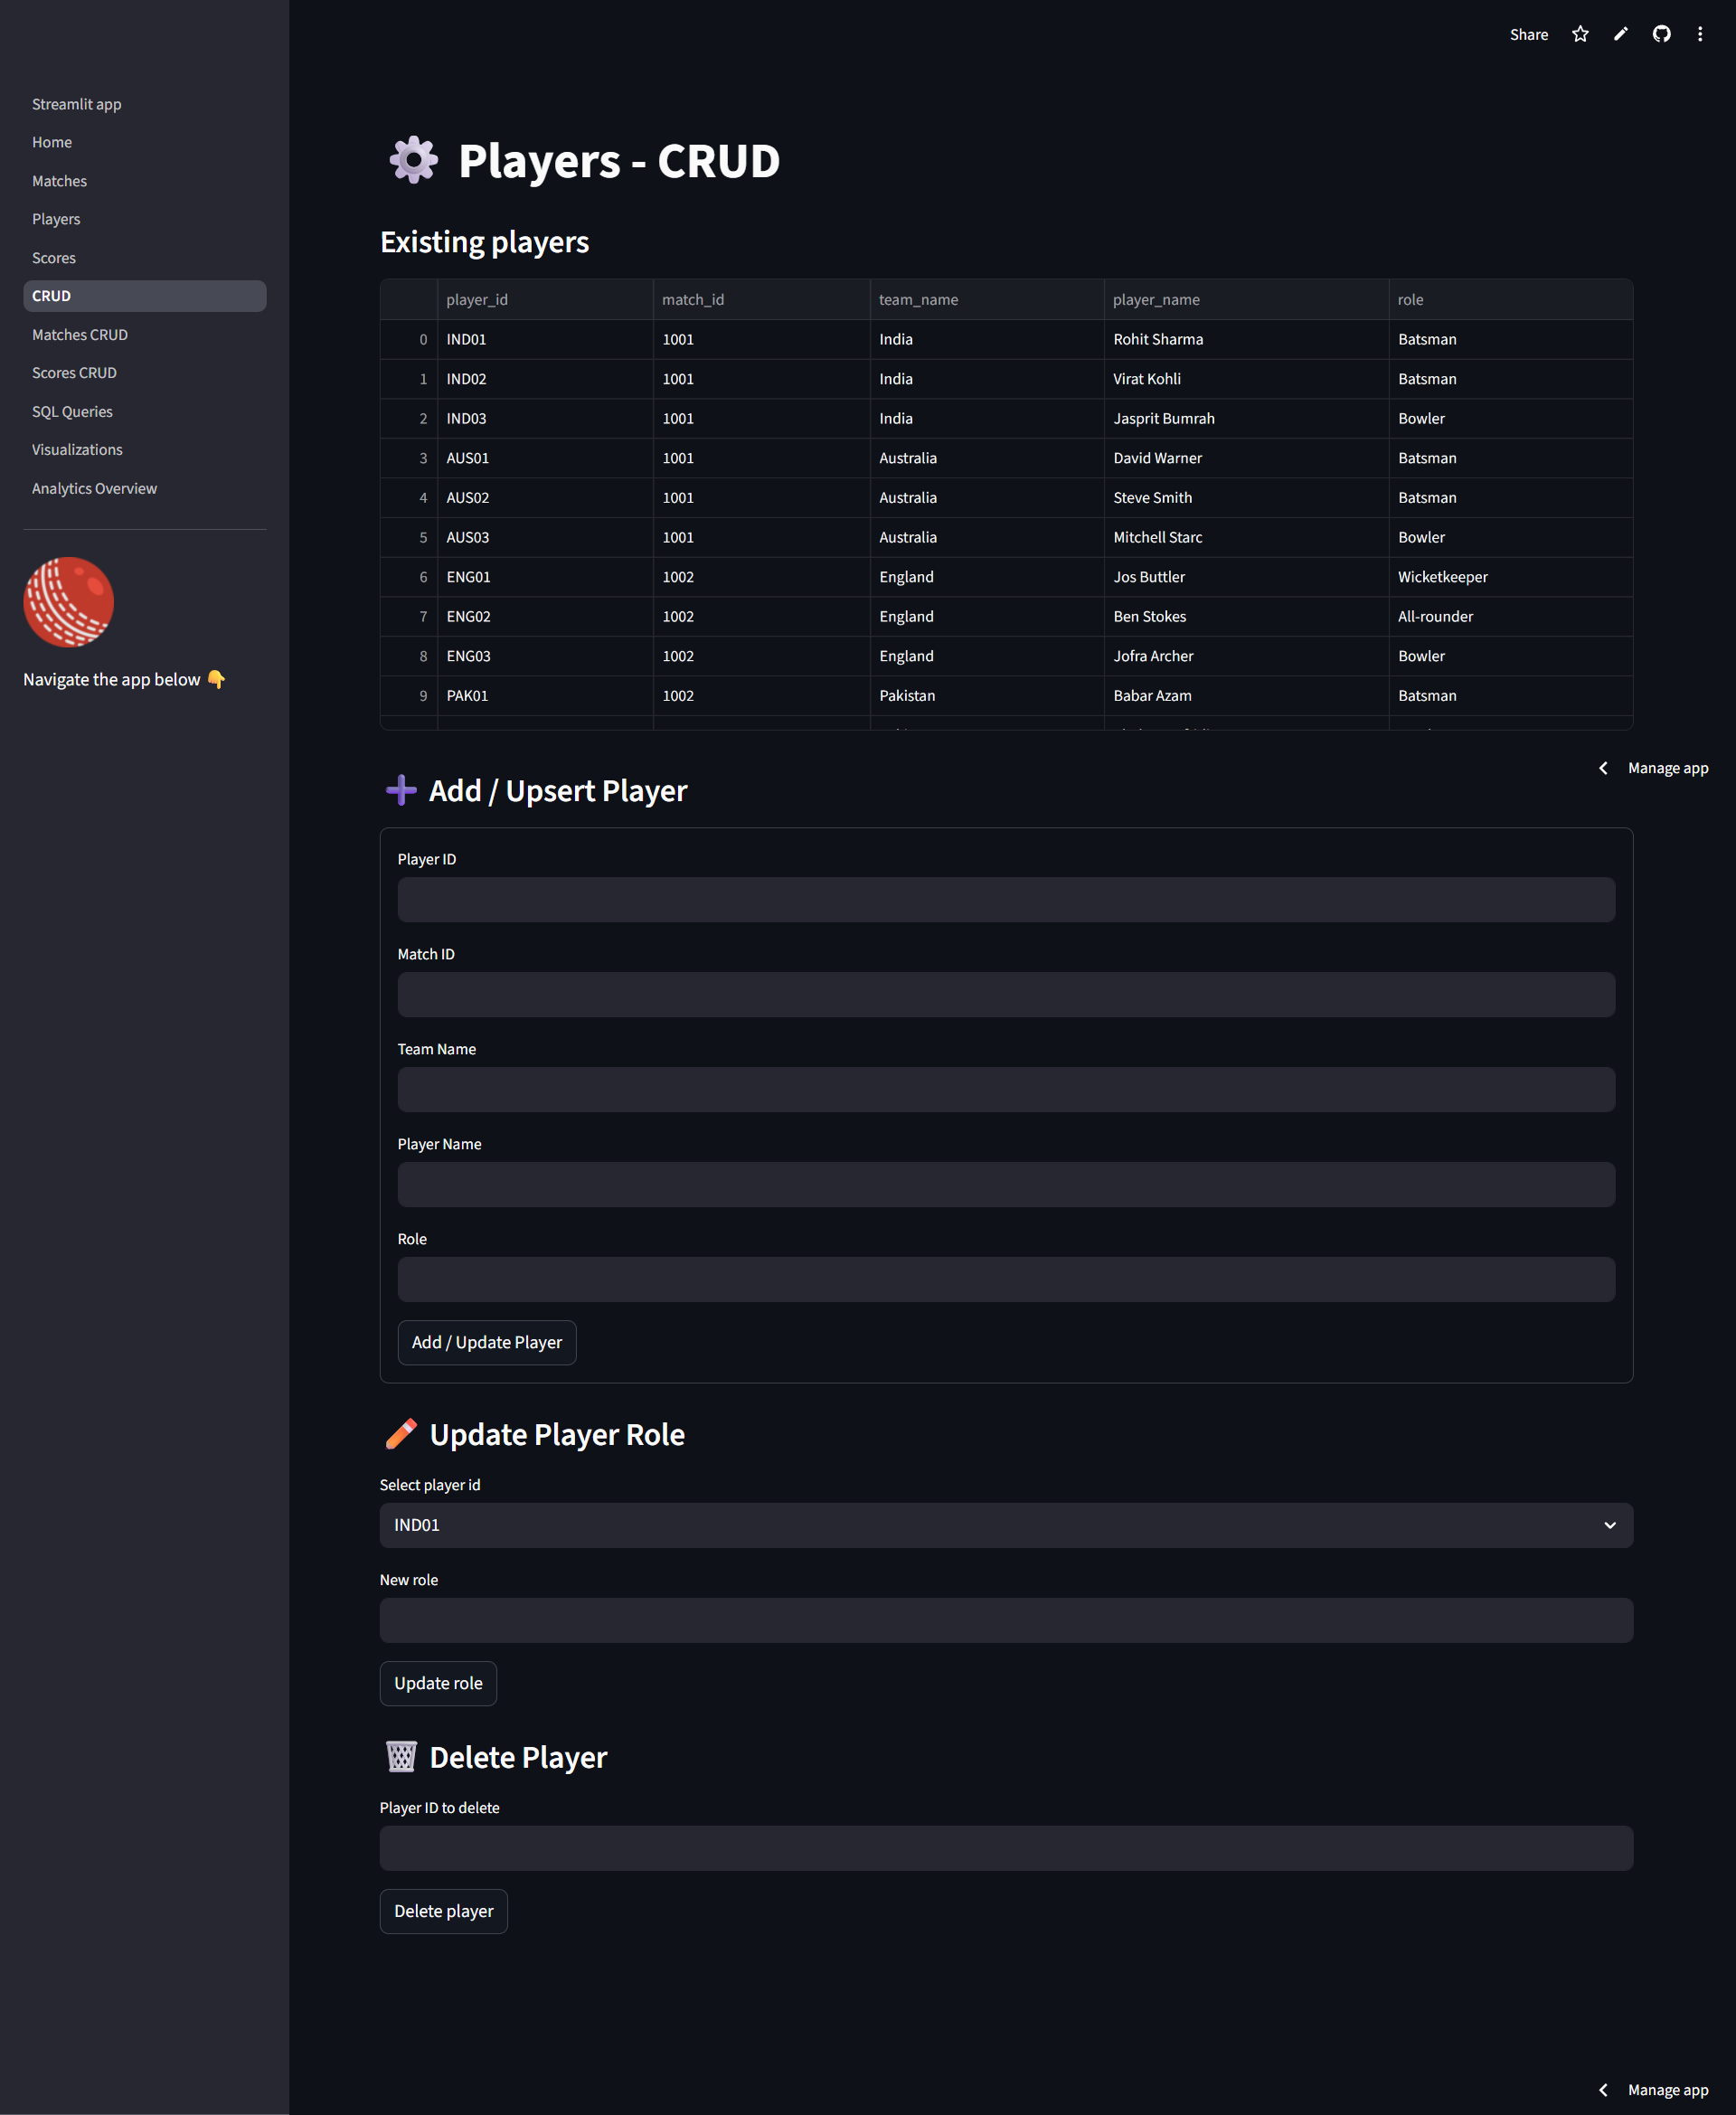 Share
Streamlit app
Home
Matches
Players
Scores
CRUD
Matches CRUD
Scores CRUD
SQL Queries
Visualizations
Analytics Overview
Navigate the app below
Players - CRUD
Existing players
player_id match_id team_name player_name role
0 IND01 1001 India Rohit Sharma Batsman
1 IND02 1001 India Virat Kohli Batsman
2 IND03 1001 India Jasprit Bumrah Bowler
3 AUS01 1001 Australia David Warner Batsman
4 AUS02 1001 Australia Steve Smith Batsman
5 AUS03 1001 Australia Mitchell Starc Bowler
6 ENG01 1002 England Jos Buttler Wicketkeeper
7 ENG02 1002 England Ben Stokes All-rounder
8 ENG03 1002 England Jofra Archer Bowler
9 PAK01 1002 Pakistan Babar Azam Batsman
Manage app
Add / Upsert Player
Player ID
Match ID
Team Name
Player Name
Role
Add / Update Player
Update Player Role
Select player id
IND01
New role
Update role
Delete Player
Player ID to delete
Delete player
Manage app